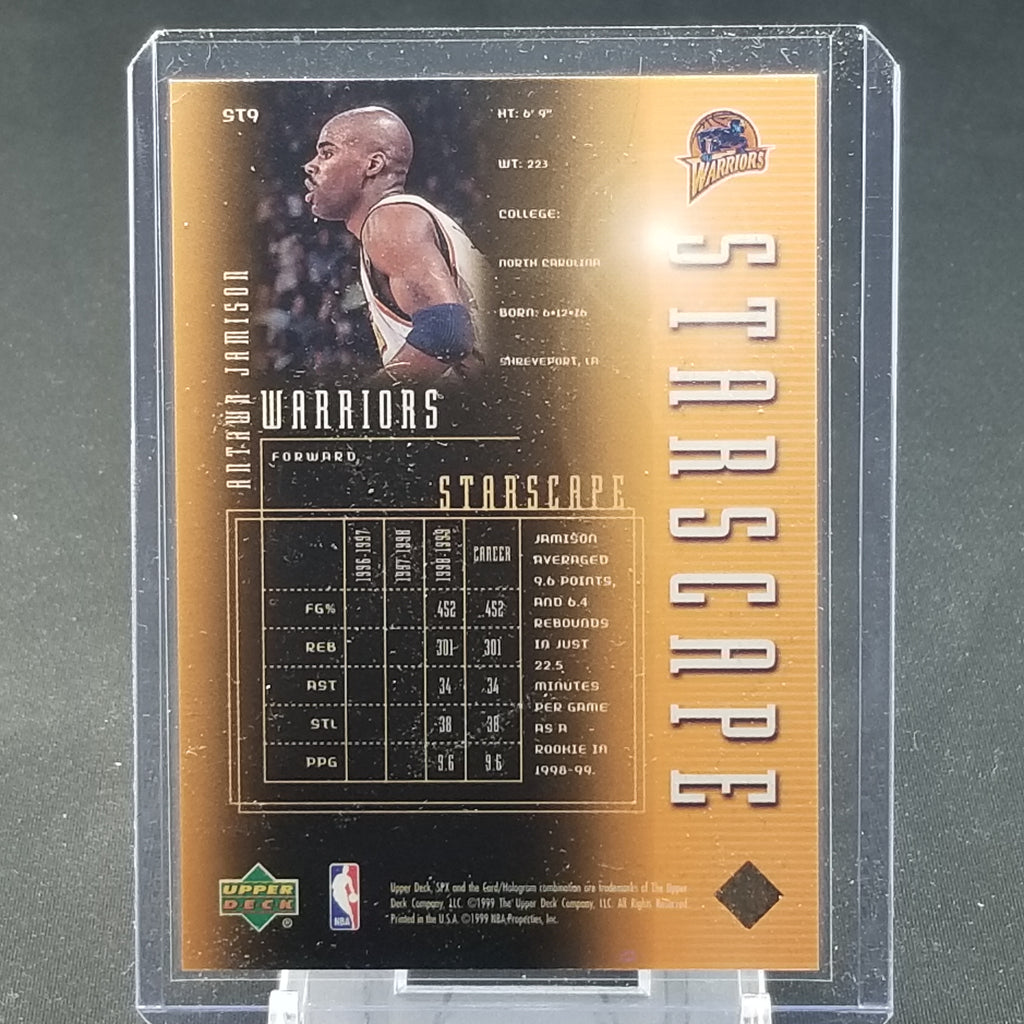 ST9
HT: 6' 9"
WT: 223
COLLEGE:
NORTH CAROLINA
BORN: 6•12•76
SHREVEPORT, LA
WARRIORS
STARSCAPE
ANTAWN JAMISON
WARRIORS
FORWARD
STARSCAPE
1996-1997 1997-1998 1998-1999 CAREER
FG% 452 452
REB 301 301
AST 34 34
STL 38 38
PPG 9.6 9.6
JAMISON
AVERAGED
9.6 POINTS,
AND 6.4
REBOUNDS
IN JUST
22.5
MINUTES
PER GAME
AS A
ROOKIE IN
1998-99.
UPPER
DECK
®
NBA
Upper Deck, SPX and the Card/Hologram combination are trademarks of The Upper
Deck Company, LLC. ©1999 The Upper Deck Company, LLC. All Rights Reserved.
Printed in the U.S.A. ©1999 NBA Properties, Inc.